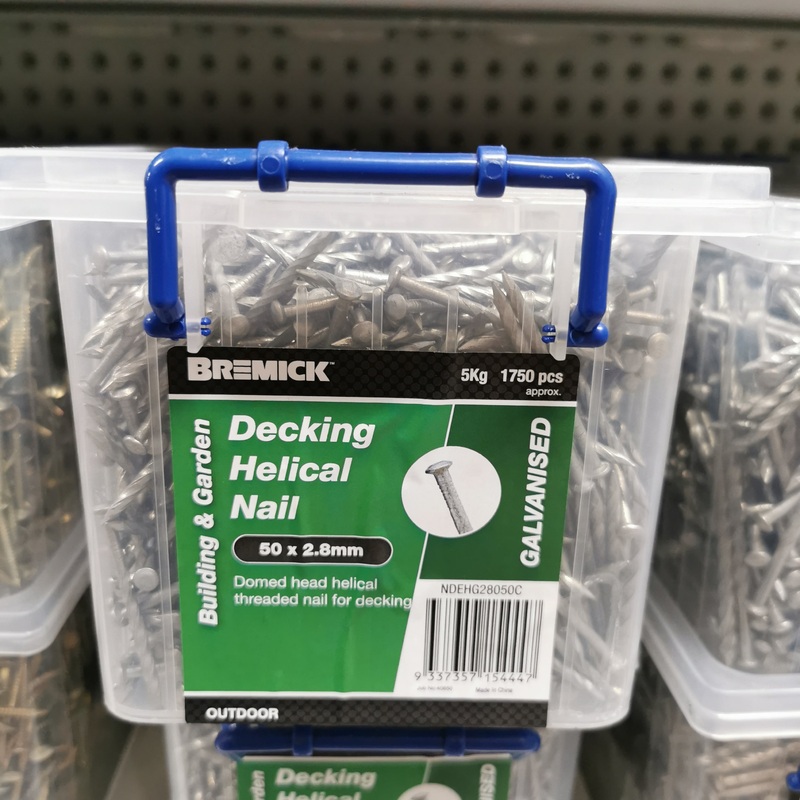 BREMICK™
5Kg 1750 pcs
approx.
Building & Garden
Decking
Helical
Nail
50 x 2.8mm
Domed head helical
threaded nail for decking
GALVANISED
NDEHG28050C
9 337357 154447
Made in China
OUTDOOR
Decking
Helical